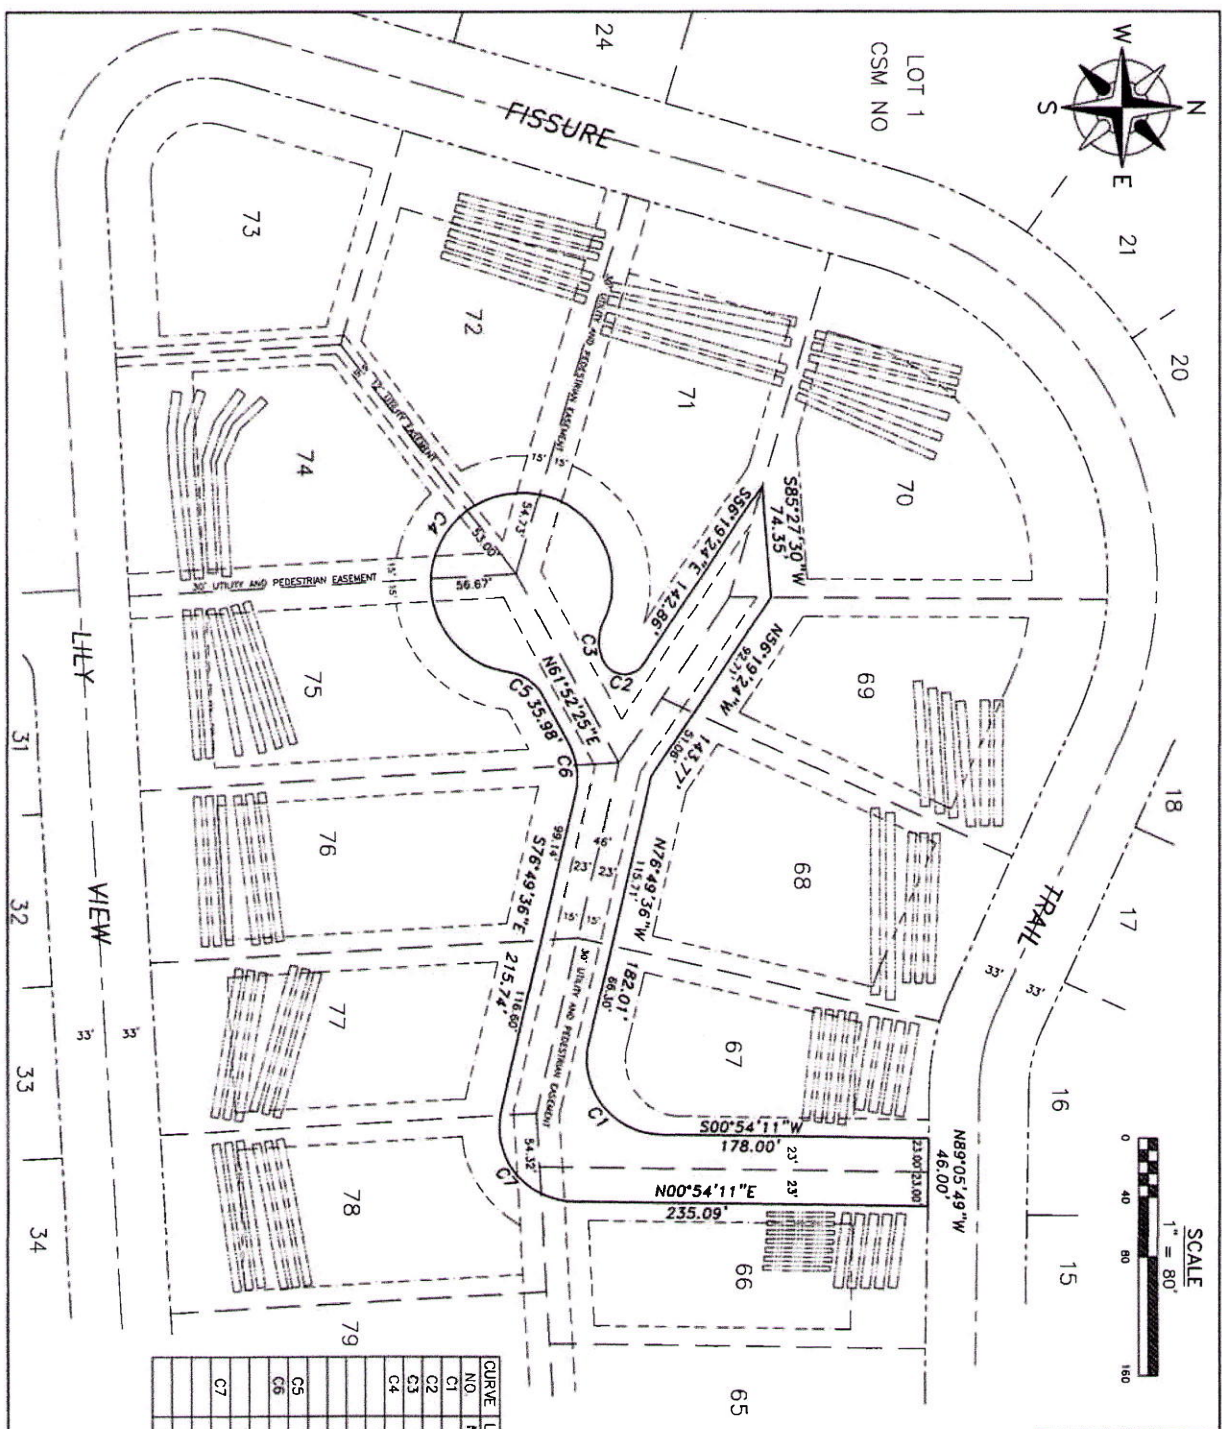 N
W
E
S
LOT 1
CSM NO
24
21
20
18
17
16
15
FISSURE
TRAIL
33'
33'
SCALE
1" = 80'
0
40
80
160
73
72
71
70
69
68
67
66
65
74
75
76
77
78
79
31
32
33
34
LILY
VIEW
33'
33'
UTILITY AND PEDESTRIAN EASEMENT
12' UTILITY EASEMENT
30' UTILITY AND PEDESTRIAN EASEMENT
30' UTILITY AND PEDESTRIAN EASEMENT
15'
15'
15'
15'
15'
15'
S85°27'30"W
74.35'
S56°19'24"E 142.86'
N56°19'24"W
92.71'
143.77'
51.06'
N76°49'36"W
115.71'
182.01'
66.30'
C1
S00°54'11"W
178.00'
N89°05'49"W
46.00'
23.00'
23.00'
23'
23'
N00°54'11"E
235.09'
C7
54.32'
S76°49'36"E
99.14'
215.74'
116.60'
46'
23'
23'
C6
C5
35.98'
N61°52'25"E
C2
C3
C4
54.73'
53.00'
56.67'
CURVE
NO.
C1
C2
C3
C4
C5
C6
C7